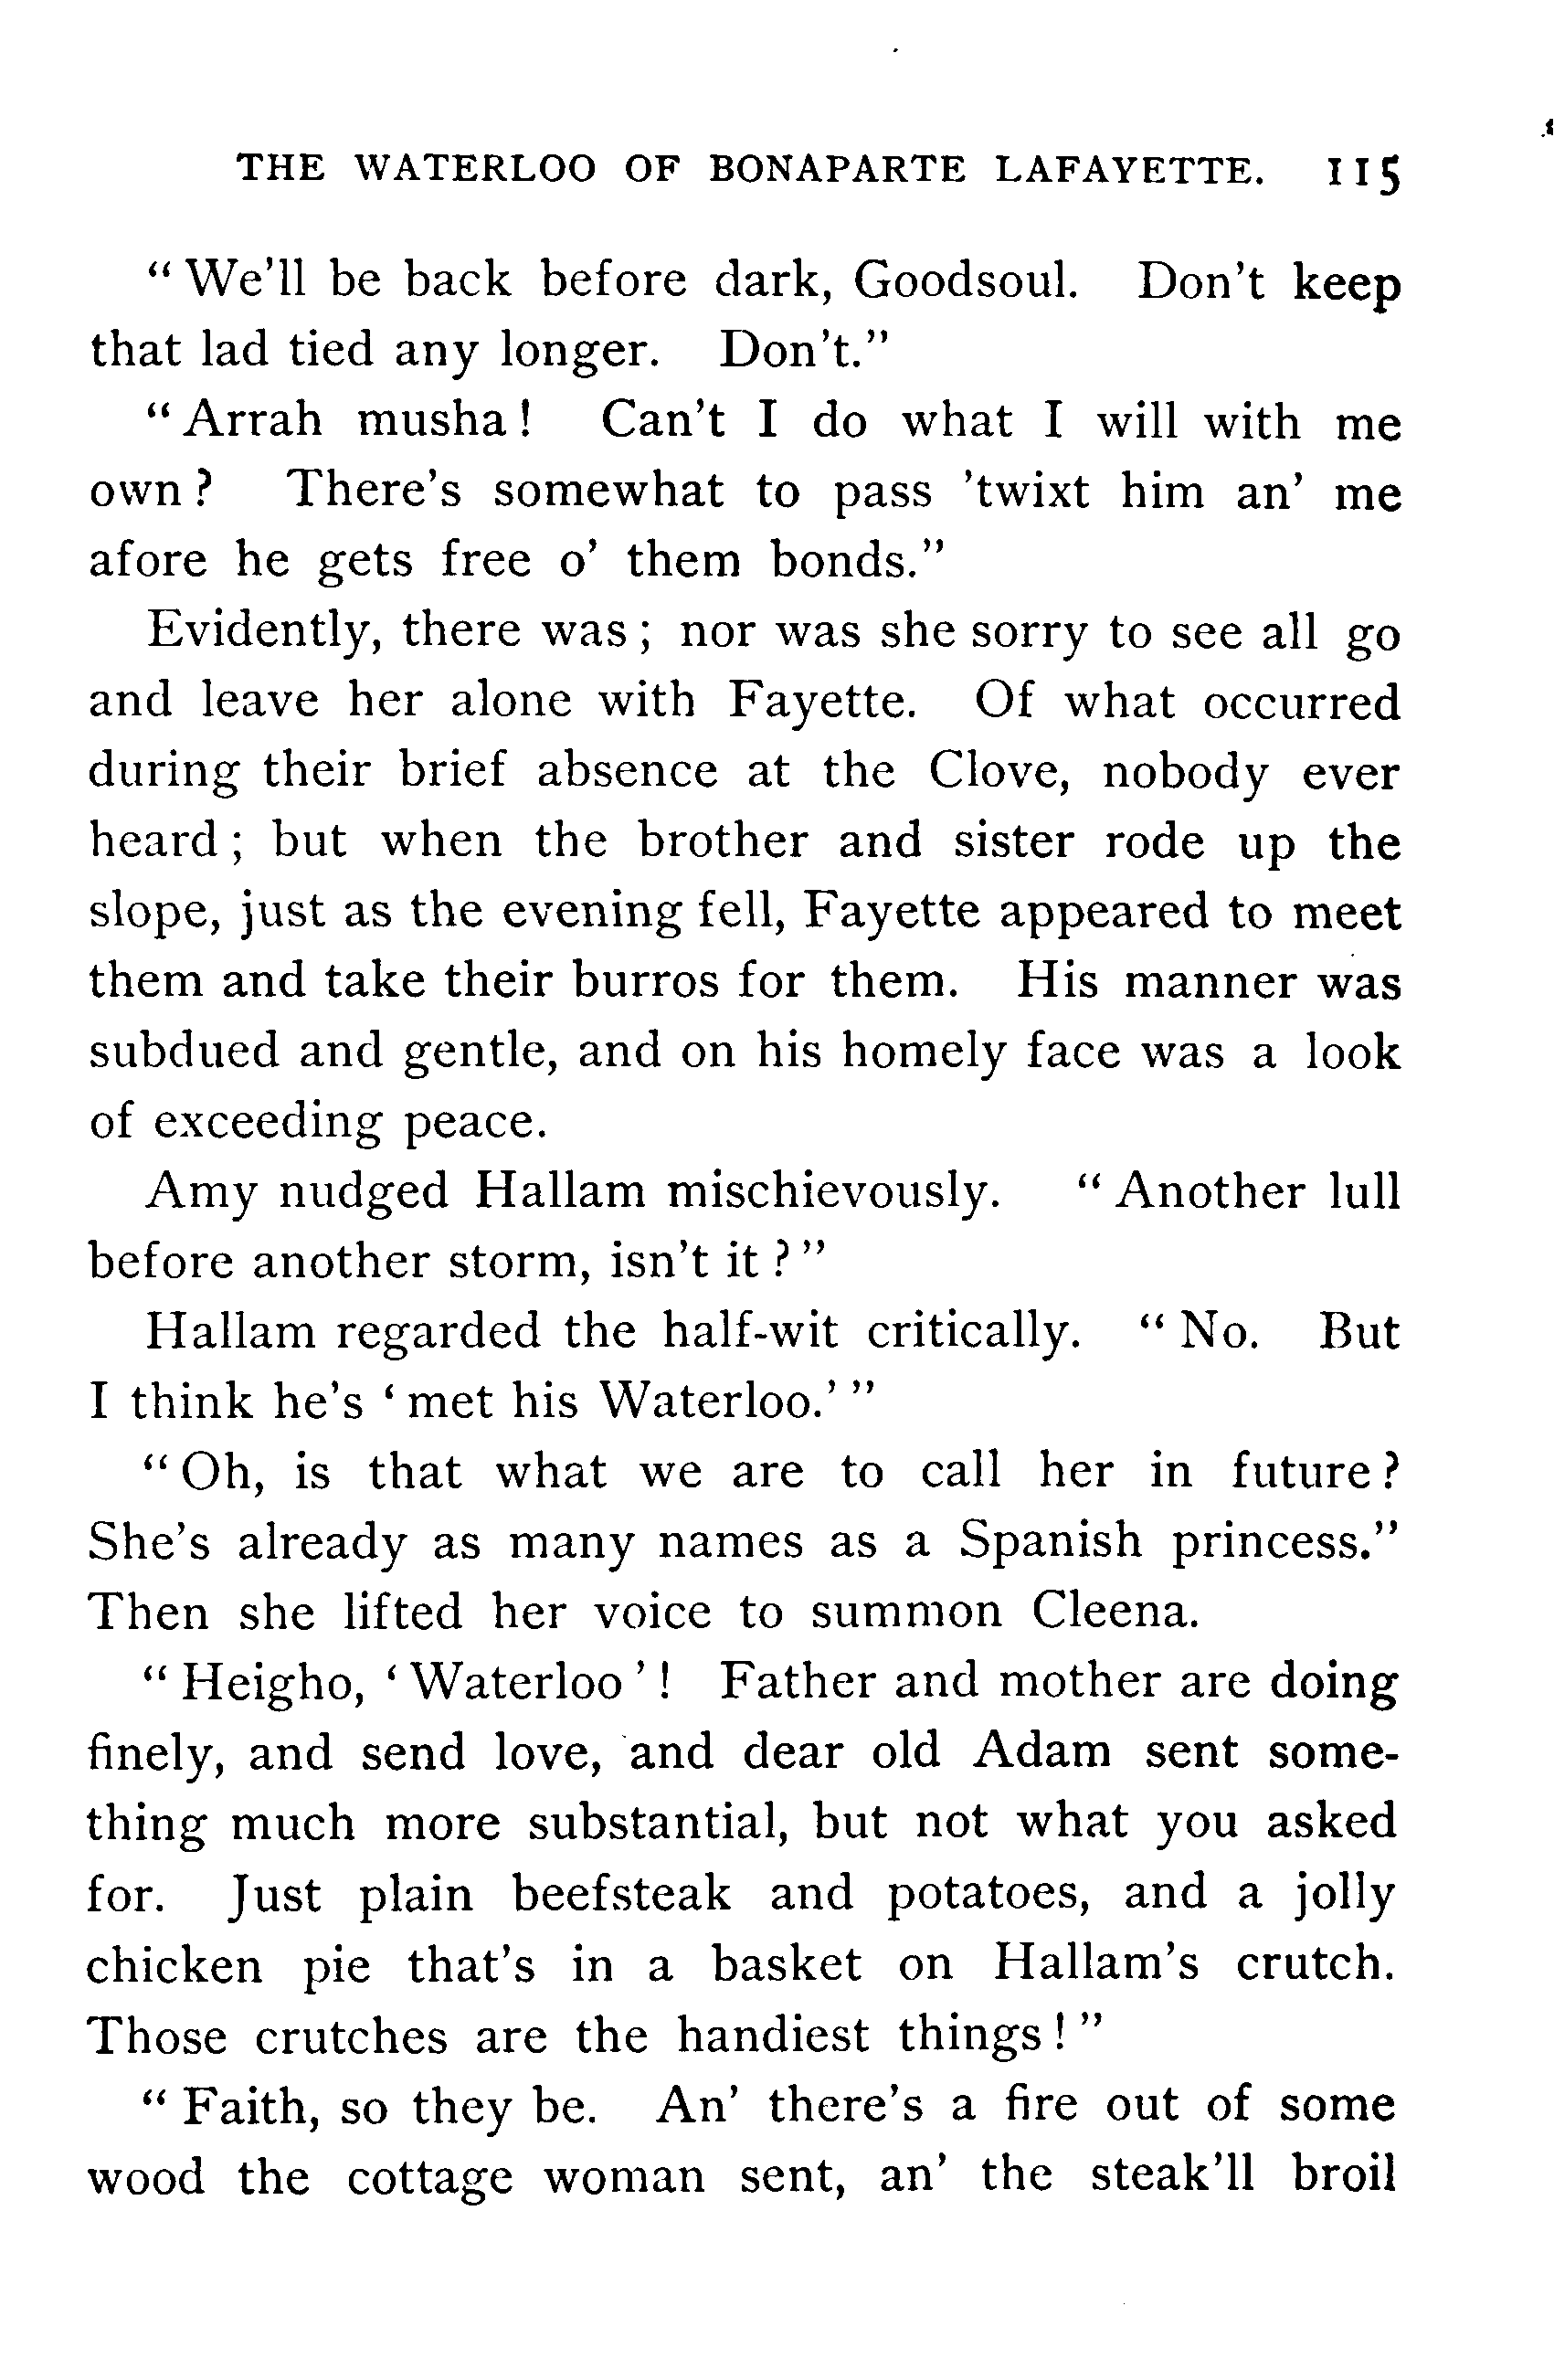 THE WATERLOO OF BONAPARTE LAFAYETTE. 115
“We'll be back before dark, Goodsoul. Don't keep
that lad tied any longer. Don't.”
“Arrah musha! Can't I do what I will with me
own? There's somewhat to pass 'twixt him an' me
afore he gets free o' them bonds.”
Evidently, there was; nor was she sorry to see all go
and leave her alone with Fayette. Of what occurred
during their brief absence at the Clove, nobody ever
heard; but when the brother and sister rode up the
slope, just as the evening fell, Fayette appeared to meet
them and take their burros for them. His manner was
subdued and gentle, and on his homely face was a look
of exceeding peace.
Amy nudged Hallam mischievously. “Another lull
before another storm, isn't it?”
Hallam regarded the half-wit critically. “No. But
I think he's ‘met his Waterloo.’”
“Oh, is that what we are to call her in future?
She's already as many names as a Spanish princess.”
Then she lifted her voice to summon Cleena.
“Heigho, ‘Waterloo’! Father and mother are doing
finely, and send love, and dear old Adam sent some-
thing much more substantial, but not what you asked
for. Just plain beefsteak and potatoes, and a jolly
chicken pie that's in a basket on Hallam's crutch.
Those crutches are the handiest things!”
“Faith, so they be. An' there's a fire out of some
wood the cottage woman sent, an' the steak'll broil